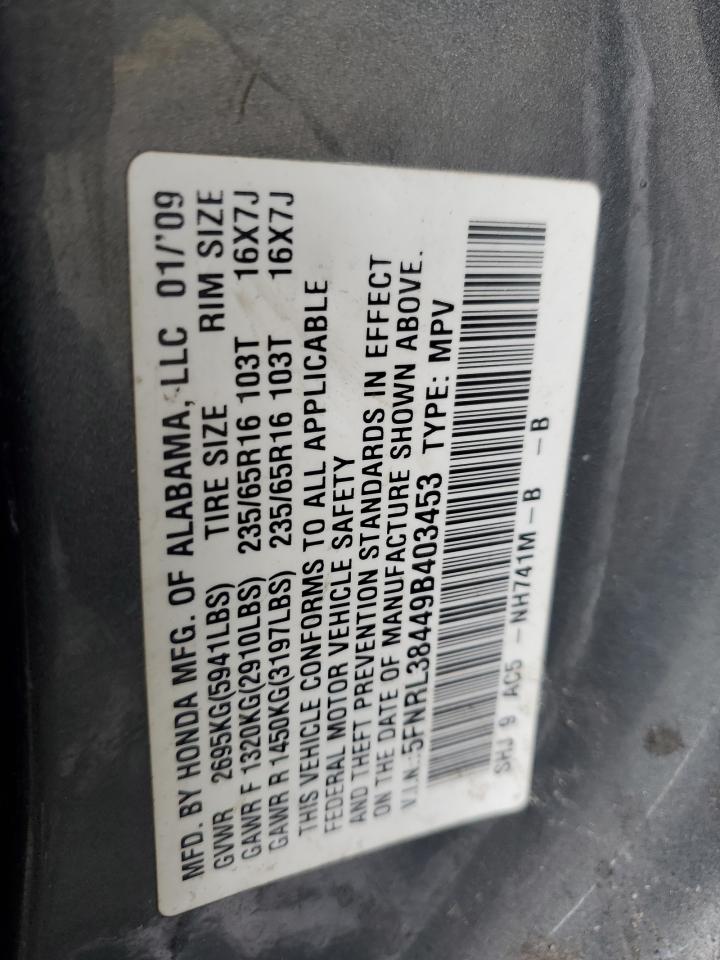 MFD. BY HONDA MFG. OF ALABAMA, LLC 01/'09
GVWR 2695KG(5941LBS) TIRE SIZE RIM SIZE
GAWR F 1320KG(2910LBS) 235/65R16 103T 16X7J
GAWR R 1450KG(3197LBS) 235/65R16 103T 16X7J
THIS VEHICLE CONFORMS TO ALL APPLICABLE
FEDERAL MOTOR VEHICLE SAFETY
AND THEFT PREVENTION STANDARDS IN EFFECT
ON THE DATE OF MANUFACTURE SHOWN ABOVE.
V.I.N.:5FNRL38449B403453 TYPE: MPV
SHJ 9 AC5 -NH741M-B -B